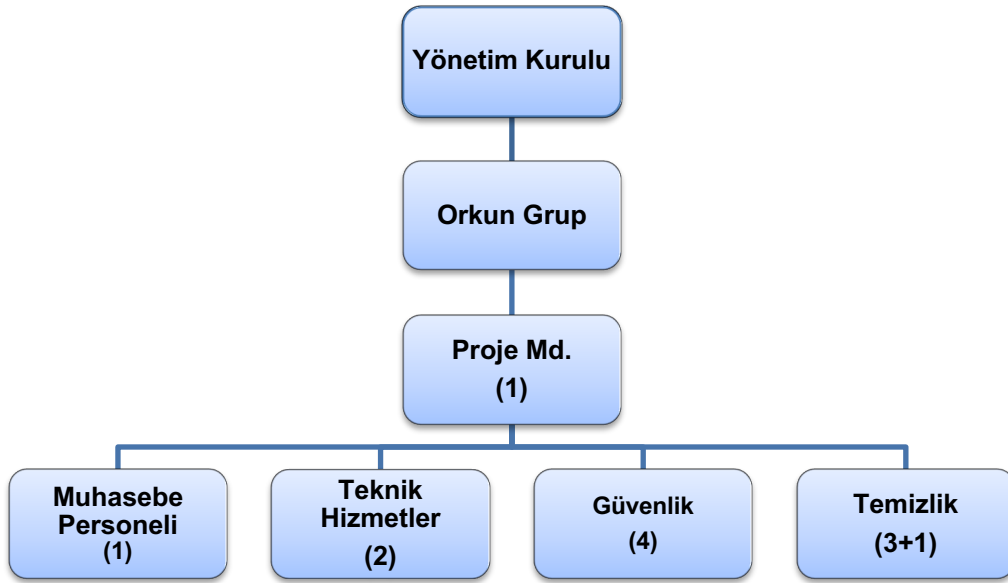 Yönetim Kurulu
Orkun Grup
Proje Md.
(1)
Muhasebe
Personeli
(1)
Teknik
Hizmetler
(2)
Güvenlik
(4)
Temizlik
(3+1)